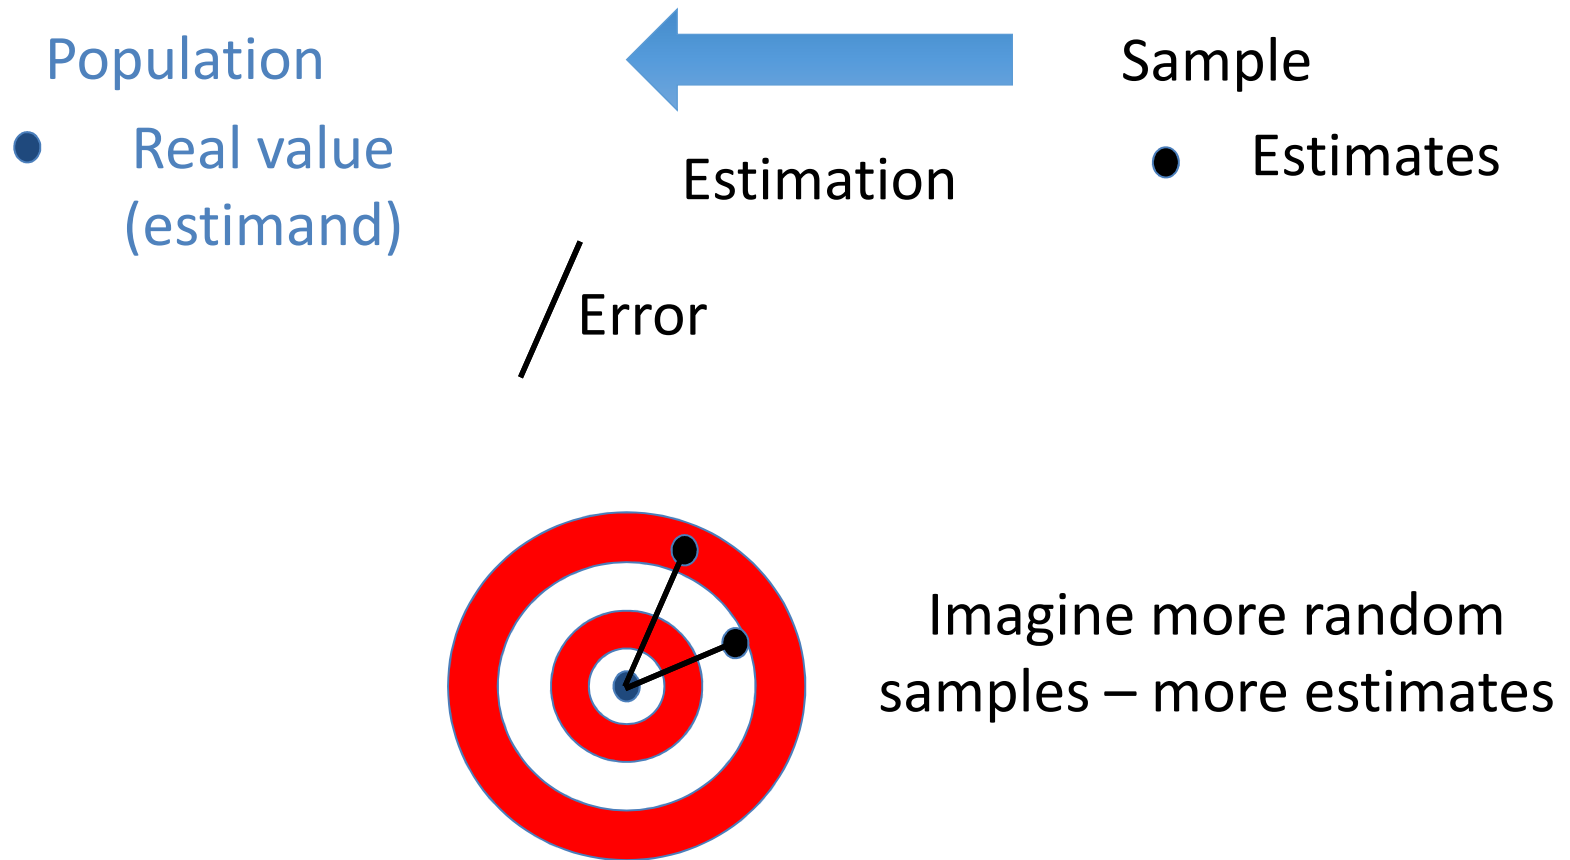 Population
Sample
Real value
(estimand)
Estimates
Estimation
Error
Imagine more random
samples – more estimates